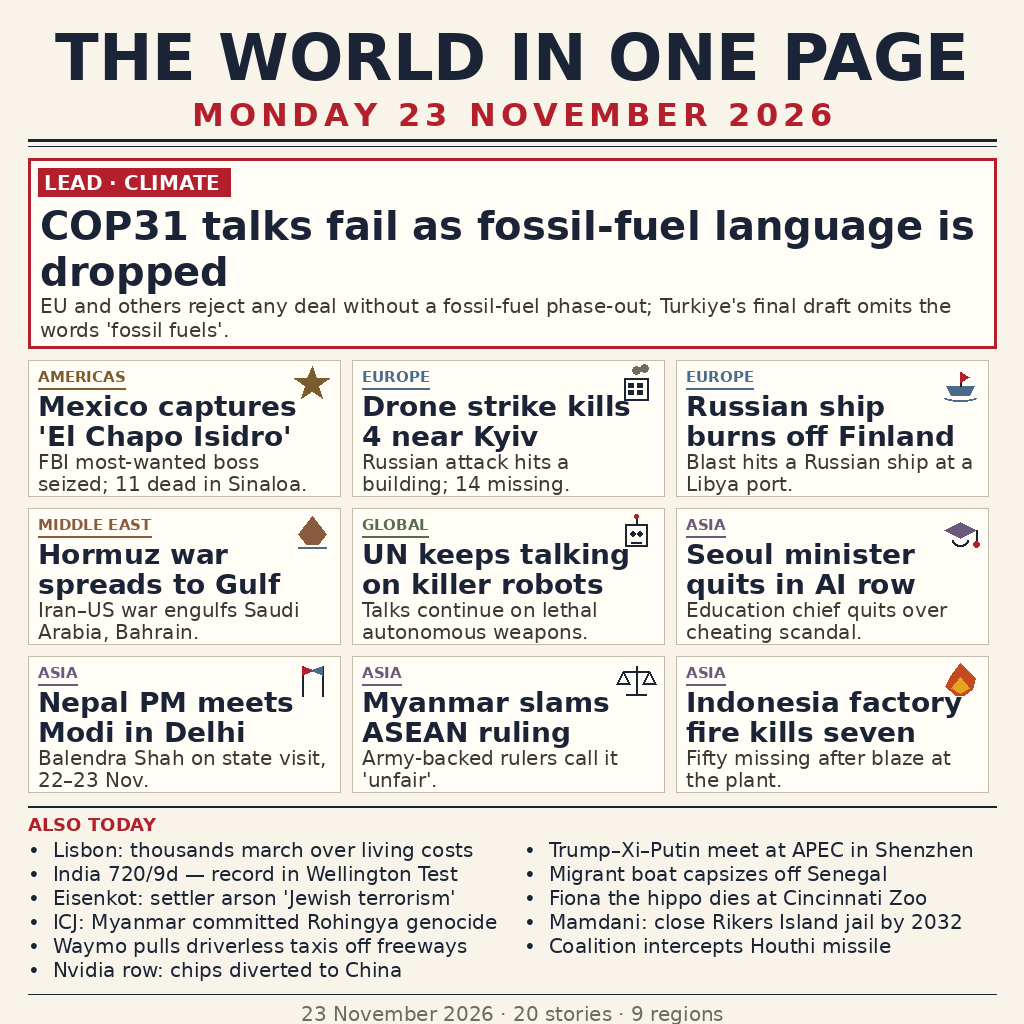 THE WORLD IN ONE PAGE
MONDAY 23 NOVEMBER 2026
LEAD · CLIMATE
COP31 talks fail as fossil-fuel language is
dropped
EU and others reject any deal without a fossil-fuel phase-out; Turkiye's final draft omits the
words 'fossil fuels'.
AMERICAS
Mexico captures
'El Chapo Isidro'
FBI most-wanted boss
seized; 11 dead in Sinaloa.
EUROPE
Drone strike kills
4 near Kyiv
Russian attack hits a
building; 14 missing.
EUROPE
Russian ship
burns off Finland
Blast hits a Russian ship at a
Libya port.
MIDDLE EAST
Hormuz war
spreads to Gulf
Iran–US war engulfs Saudi
Arabia, Bahrain.
GLOBAL
UN keeps talking
on killer robots
Talks continue on lethal
autonomous weapons.
ASIA
Seoul minister
quits in AI row
Education chief quits over
cheating scandal.
ASIA
Nepal PM meets
Modi in Delhi
Balendra Shah on state visit,
22–23 Nov.
ASIA
Myanmar slams
ASEAN ruling
Army-backed rulers call it
'unfair'.
ASIA
Indonesia factory
fire kills seven
Fifty missing after blaze at
the plant.
ALSO TODAY
• Lisbon: thousands march over living costs
• India 720/9d — record in Wellington Test
• Eisenkot: settler arson 'Jewish terrorism'
• ICJ: Myanmar committed Rohingya genocide
• Waymo pulls driverless taxis off freeways
• Nvidia row: chips diverted to China
• Trump–Xi–Putin meet at APEC in Shenzhen
• Migrant boat capsizes off Senegal
• Fiona the hippo dies at Cincinnati Zoo
• Mamdani: close Rikers Island jail by 2032
• Coalition intercepts Houthi missile
23 November 2026 · 20 stories · 9 regions